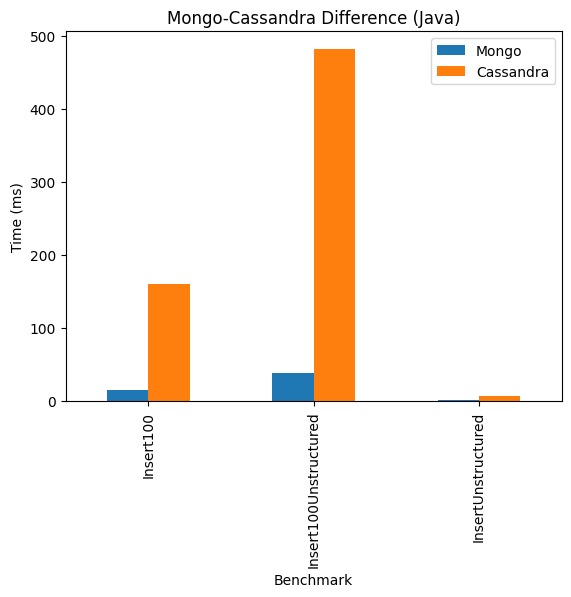 Mongo-Cassandra Difference (Java)
Mongo
Cassandra
Time (ms)
500
400
300
200
100
0
Insert100
Insert100Unstructured
InsertUnstructured
Benchmark